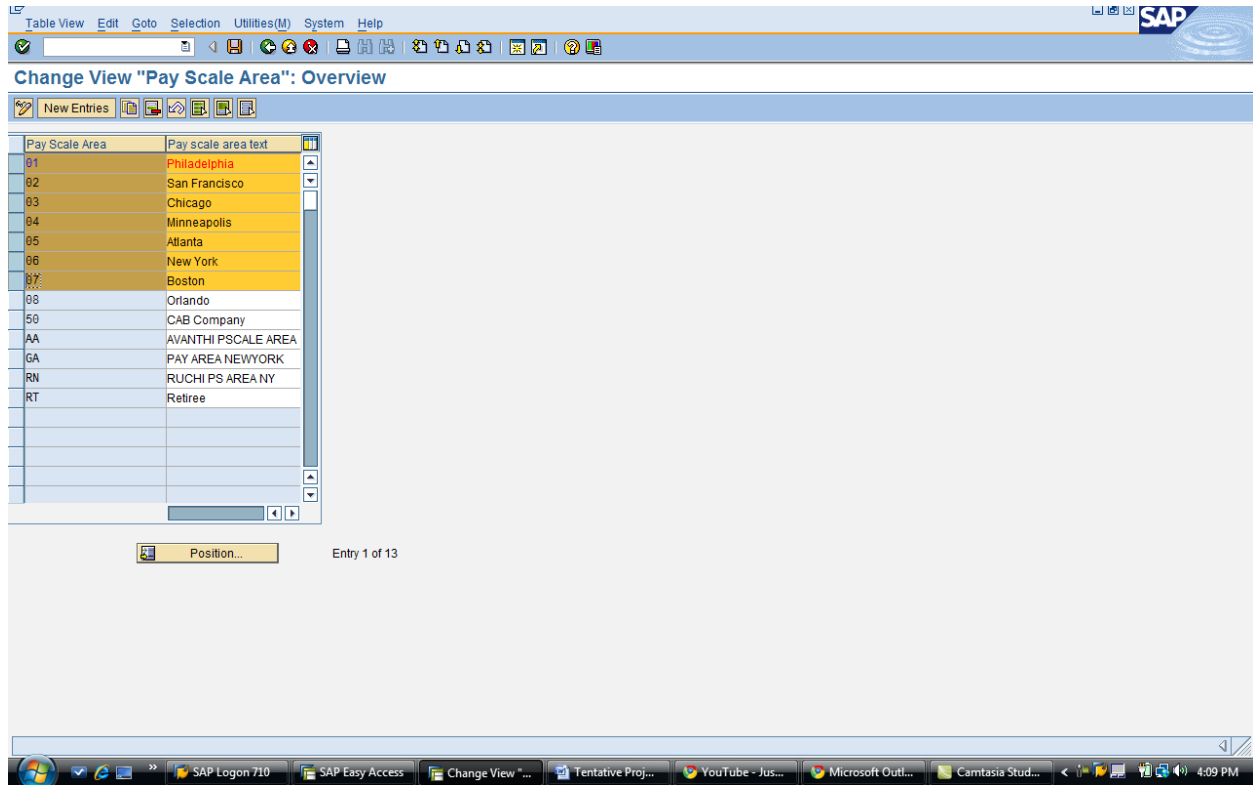 Table View Edit Goto Selection Utilities(M) System Help
SAP
Change View "Pay Scale Area": Overview
New Entries
Pay Scale Area Pay scale area text
01 Philadelphia
02 San Francisco
03 Chicago
04 Minneapolis
05 Atlanta
06 New York
07 Boston
08 Orlando
50 CAB Company
AA AVANTHI PSCALE AREA
GA PAY AREA NEWYORK
RN RUCHI PS AREA NY
RT Retiree
Position... Entry 1 of 13
SAP Logon 710 SAP Easy Access Change View "... Tentative Proj... YouTube - Jus... Microsoft Outl... Camtasia Stud... 4:09 PM